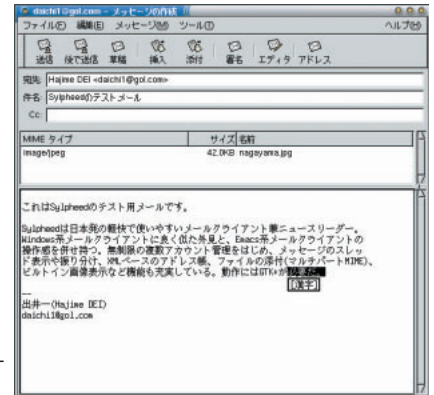 daichi1@gol.com - メッセージの作成
ファイル(F) 編集(E) メッセージ(M) ツール(T) ヘルプ(H)
送信 後で送信 草稿 挿入 添付 署名 エディタ アドレス
宛先: Hajime DEI <daichi1@gol.com>
件名: Sylpheedのテストメール
Cc:
MIME タイプ サイズ 名前
image/jpeg 42.0KB nagayama.jpg
これはSylpheedのテスト用メールです。
Sylpheedは日本発の軽快で使いやすいメールクライアント兼ニュースリーダー。
Windows系メールクライアントに良く似た外見と、Emacs系メールクライアントの
操作感を併せ持つ。無制限の複数アカウント管理をはじめ、メッセージのスレッ
ド表示や振り分け、XMLベースのアドレス帳、ファイルの添付(マルチパートMIME)、
ビルトイン画像表示など機能も充実している。動作にはGTK+が必要だ。
[漢字]
--
出井一(Hajime DEI)
daichi1@gol.com